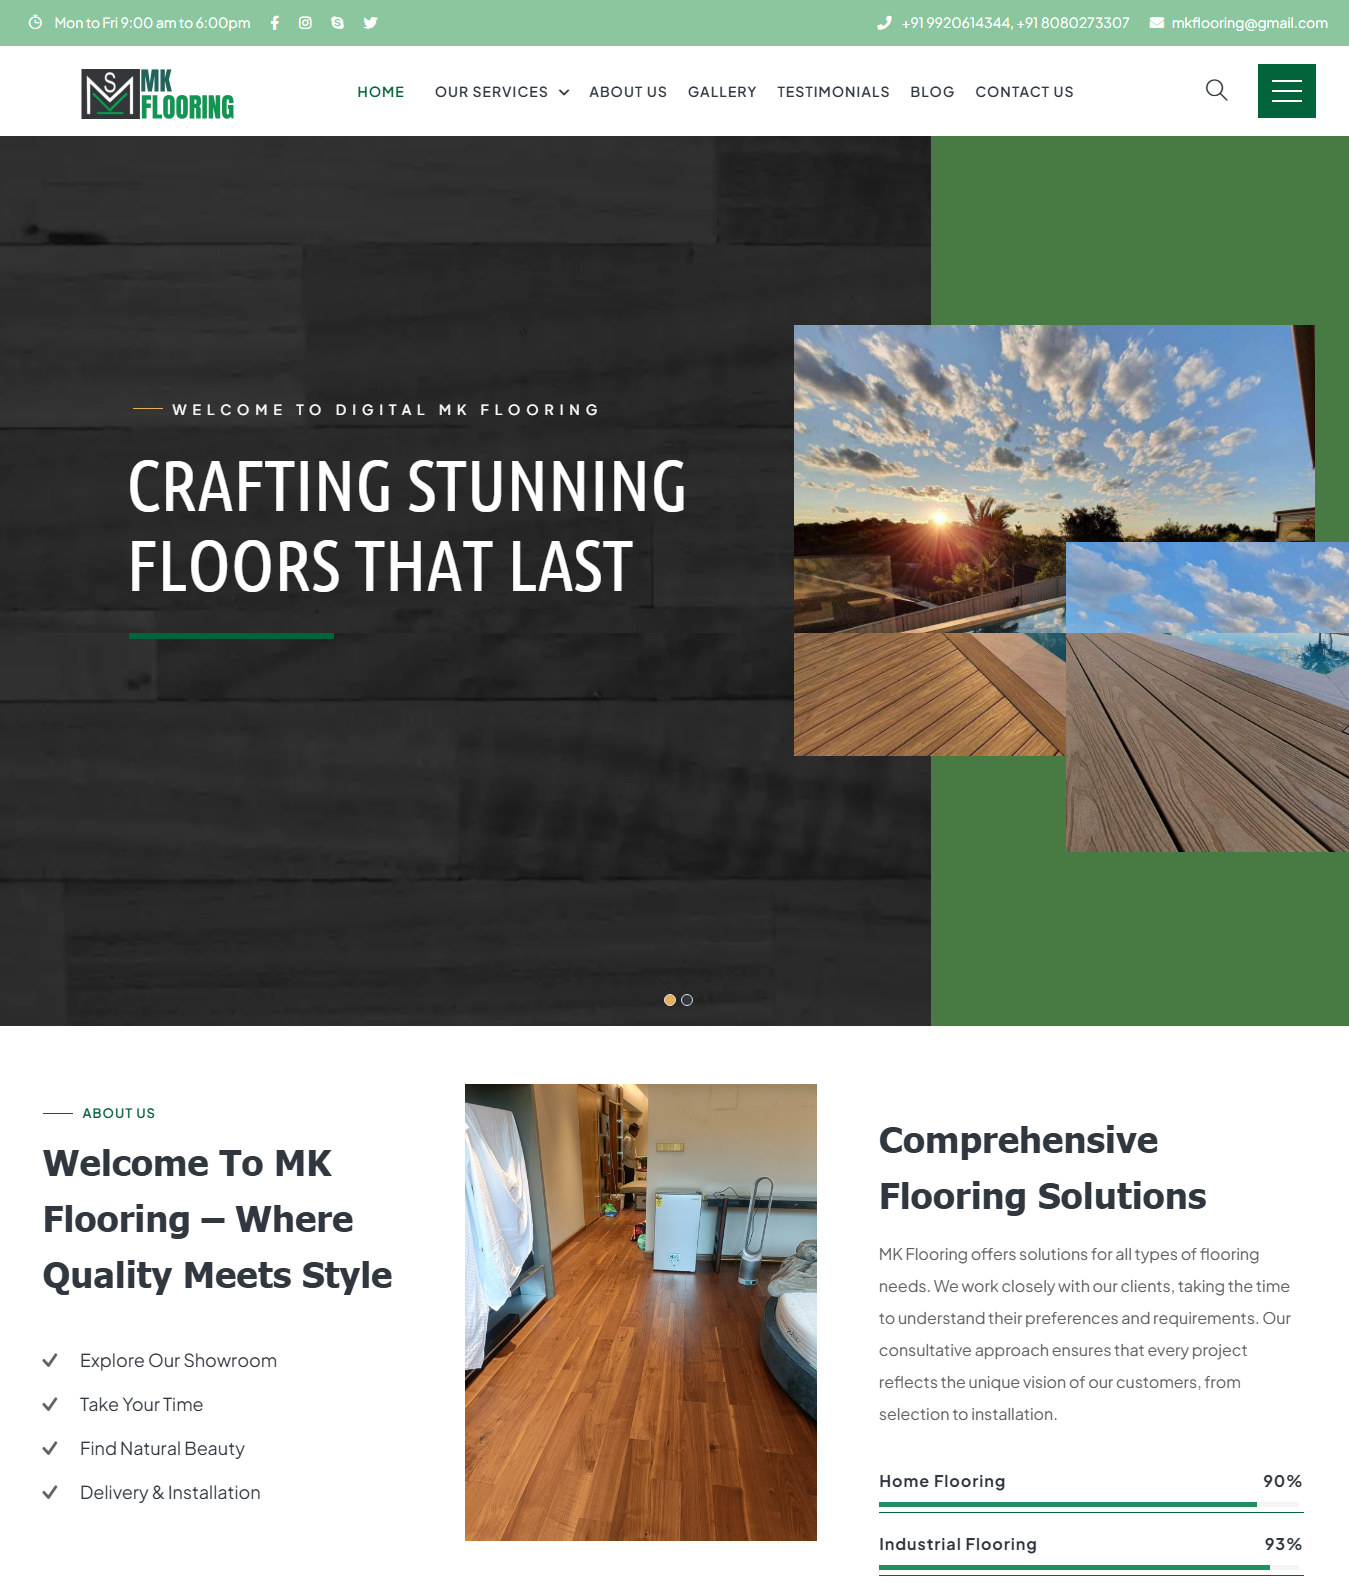 Mon to Fri 9:00 am to 6:00pm
+91 9920614344, +91 8080273307
mkflooring@gmail.com
MSK
MK
FLOORING
HOME
OUR SERVICES
ABOUT US
GALLERY
TESTIMONIALS
BLOG
CONTACT US
WELCOME TO DIGITAL MK FLOORING
CRAFTING STUNNING
FLOORS THAT LAST
ABOUT US
Welcome To MK
Flooring – Where
Quality Meets Style
Explore Our Showroom
Take Your Time
Find Natural Beauty
Delivery & Installation
Comprehensive
Flooring Solutions
MK Flooring offers solutions for all types of flooring
needs. We work closely with our clients, taking the time
to understand their preferences and requirements. Our
consultative approach ensures that every project
reflects the unique vision of our customers, from
selection to installation.
Home Flooring 90%
Industrial Flooring 93%